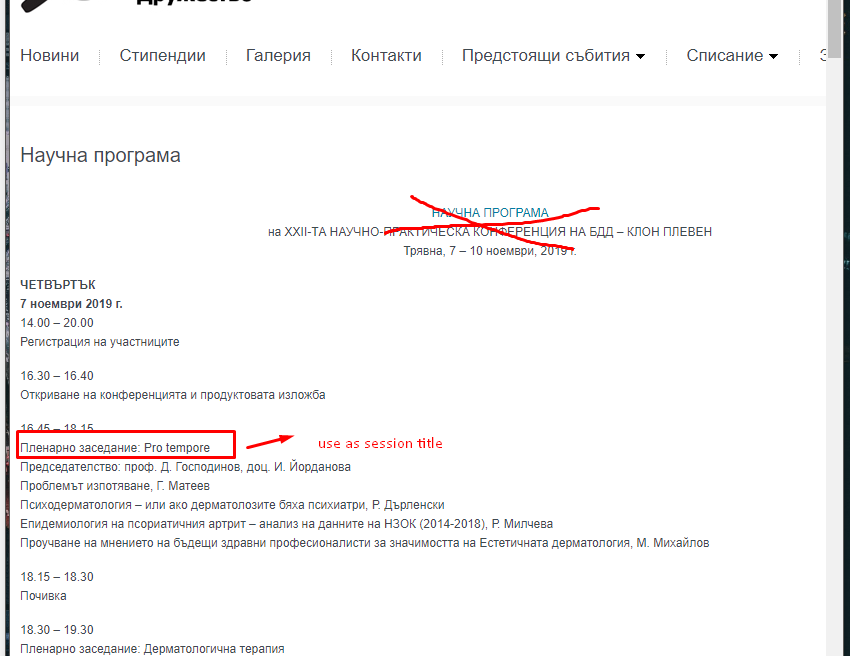 Новини
Стипендии
Галерия
Контакти
Предстоящи събития
Списание
Научна програма
НАУЧНА ПРОГРАМА
на XXII-ТА НАУЧНО-ПРАКТИЧЕСКА КОНФЕРЕНЦИЯ НА БДД – КЛОН ПЛЕВЕН
Трявна, 7 – 10 ноември, 2019 г.
ЧЕТВЪРТЪК
7 ноември 2019 г.
14.00 – 20.00
Регистрация на участниците
16.30 – 16.40
Откриване на конференцията и продуктовата изложба
16.45 – 18.15
Пленарно заседание: Pro tempore
use as session title
Председателство: проф. Д. Господинов, доц. И. Йорданова
Проблемът изпотяване, Г. Матеев
Психодерматология – или ако дерматолозите бяха психиатри, Р. Дърленски
Епидемиология на псориатичния артрит – анализ на данните на НЗОК (2014-2018), Р. Милчева
Проучване на мнението на бъдещи здравни професионалисти за значимостта на Естетичната дерматология, М. Михайлов
18.15 – 18.30
Почивка
18.30 – 19.30
Пленарно заседание: Дерматологична терапия